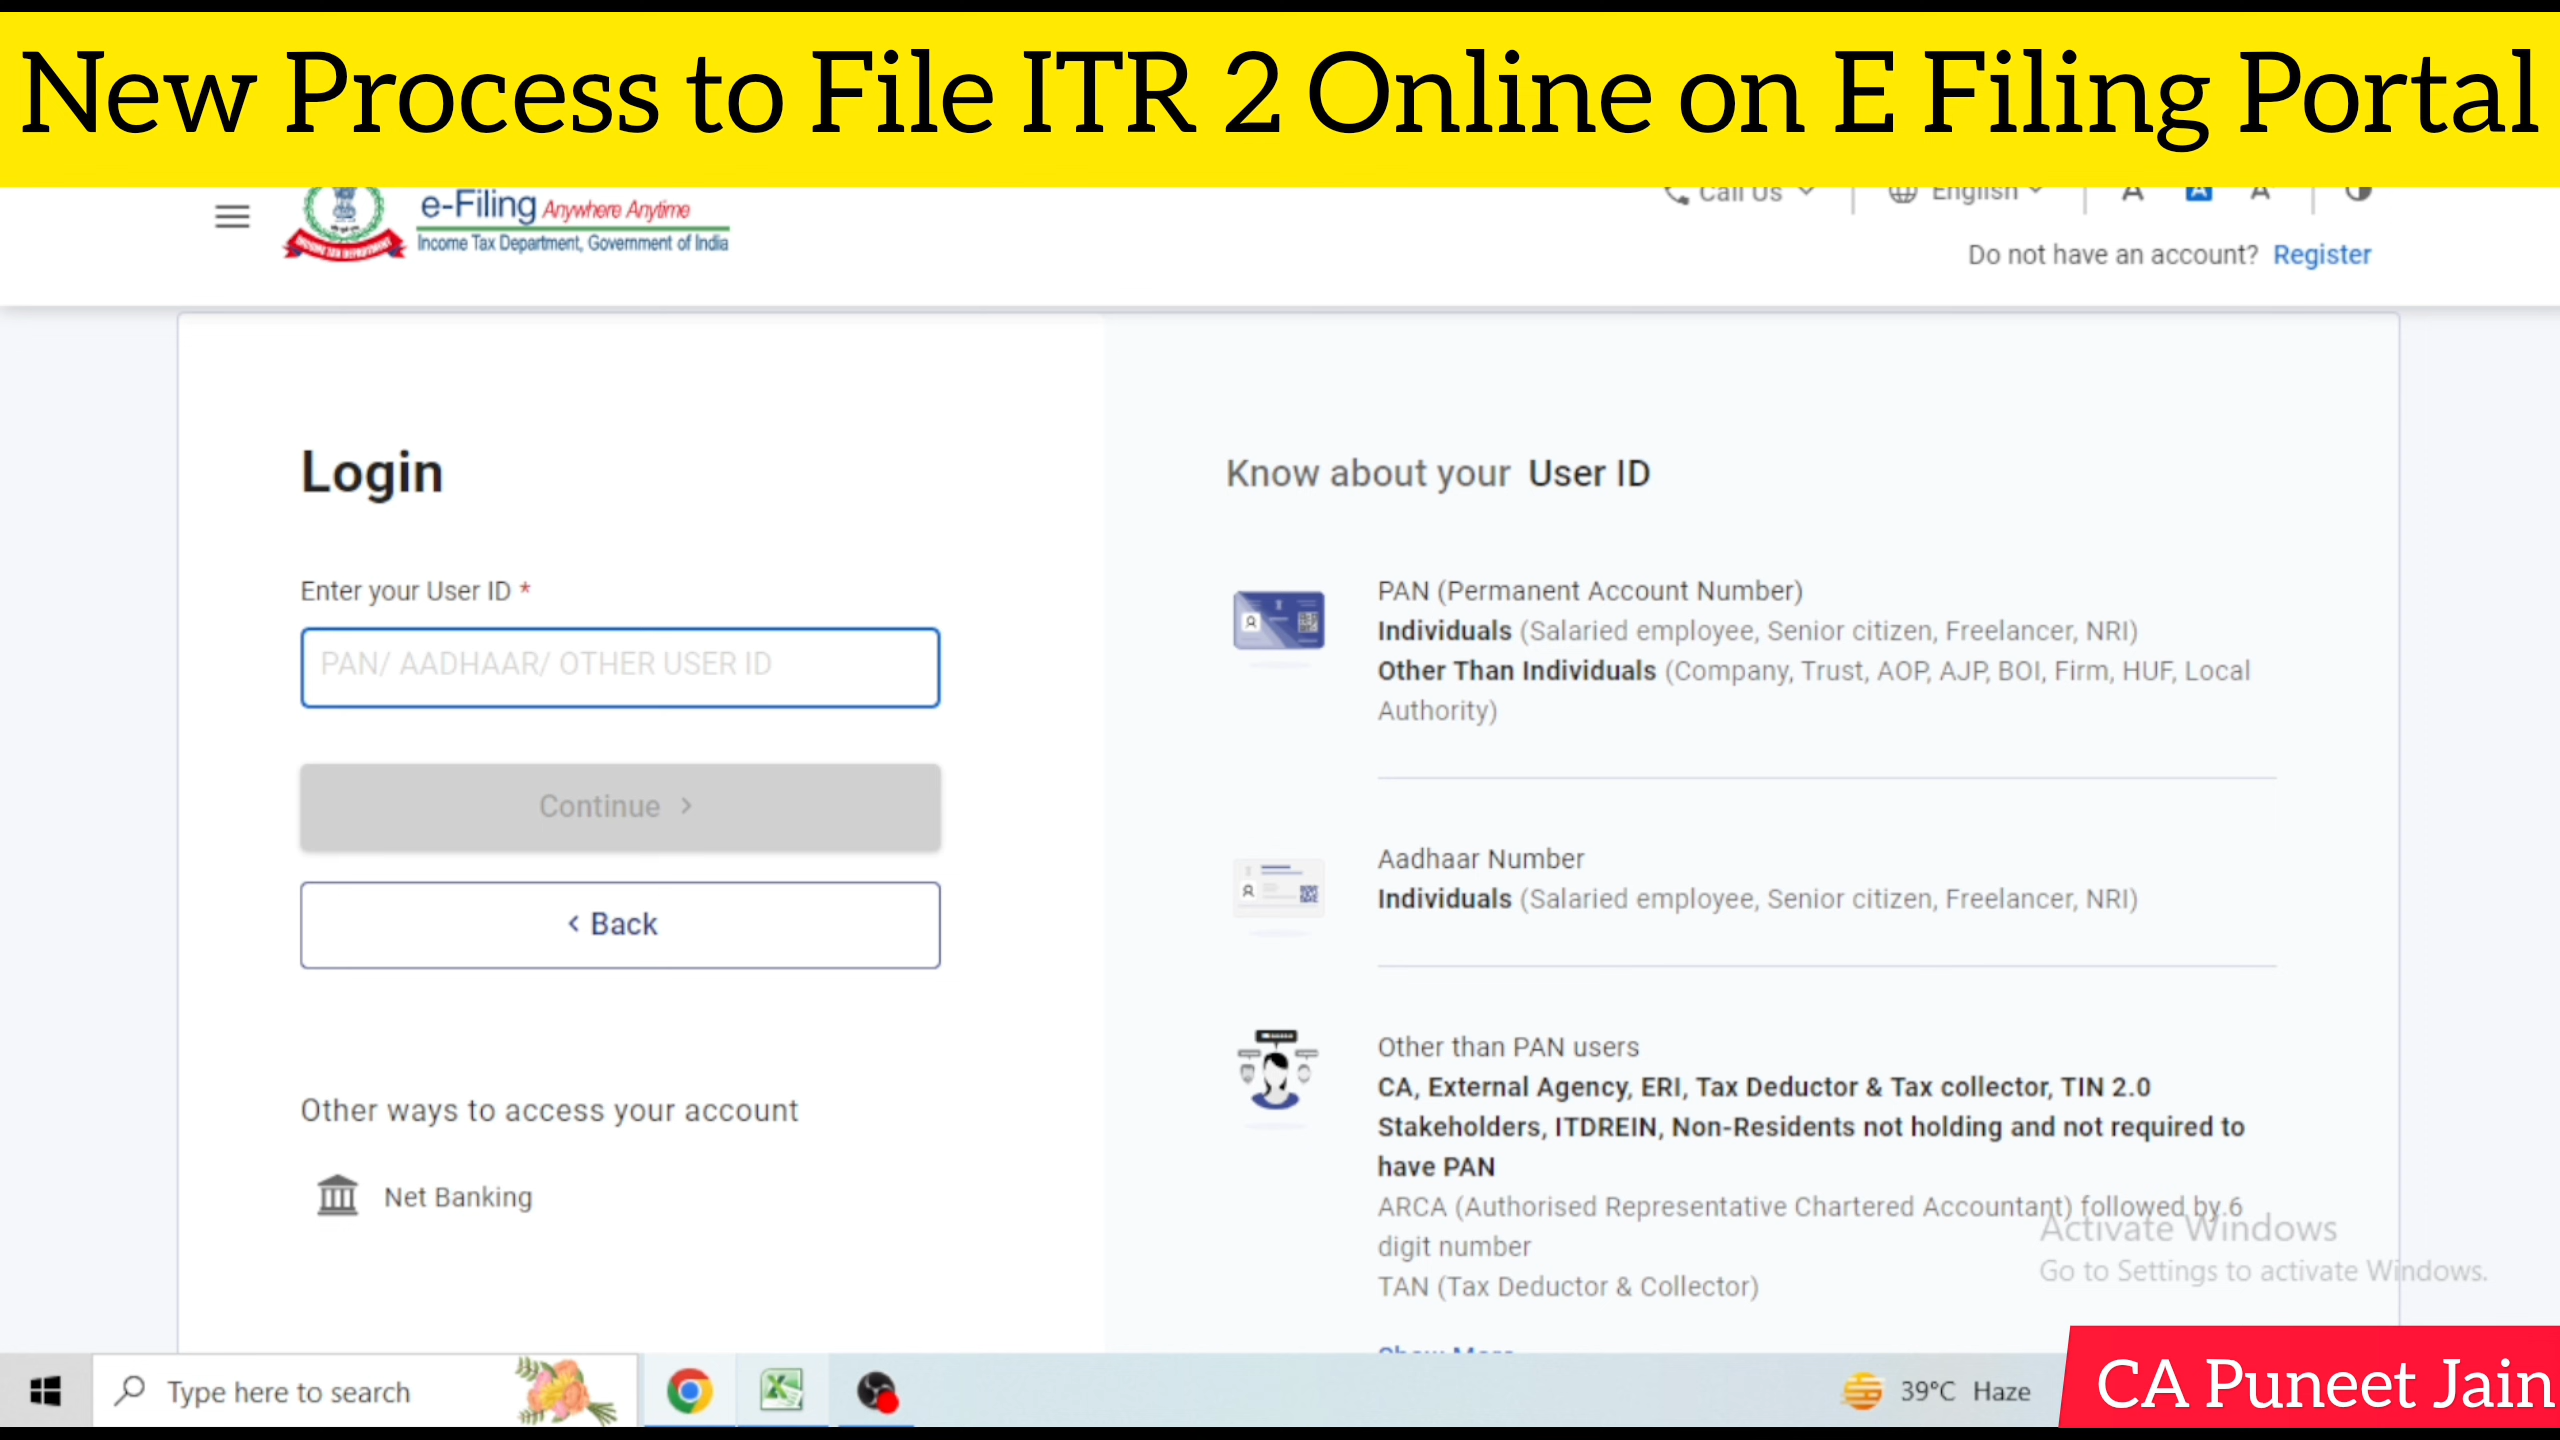 New Process to File ITR 2 Online on E Filing Portal
e-Filing Anywhere Anytime
Income Tax Department, Government of India
Call Us
English
A A A
Do not have an account? Register
Login
Enter your User ID *
PAN/ AADHAAR/ OTHER USER ID
Continue >
< Back
Other ways to access your account
Net Banking
Know about your User ID
PAN (Permanent Account Number)
Individuals (Salaried employee, Senior citizen, Freelancer, NRI)
Other Than Individuals (Company, Trust, AOP, AJP, BOI, Firm, HUF, Local
Authority)
Aadhaar Number
Individuals (Salaried employee, Senior citizen, Freelancer, NRI)
Other than PAN users
CA, External Agency, ERI, Tax Deductor & Tax collector, TIN 2.0
Stakeholders, ITDREIN, Non-Residents not holding and not required to
have PAN
ARCA (Authorised Representative Chartered Accountant) followed by 6
digit number
TAN (Tax Deductor & Collector)
Show More
Activate Windows
Go to Settings to activate Windows.
Type here to search
39°C Haze
CA Puneet Jain